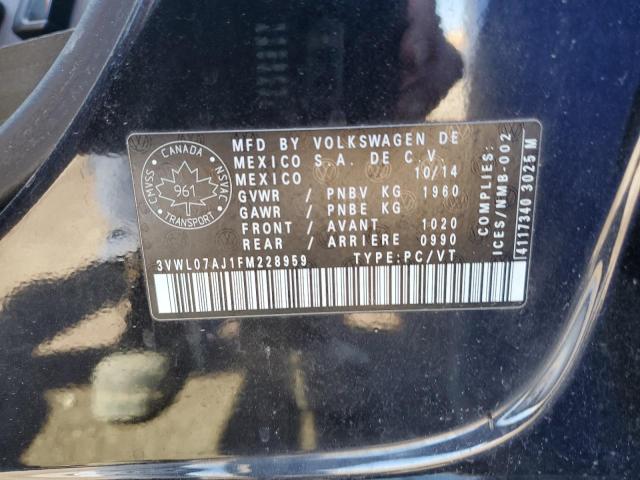 CANADA
CMVSS
961
NSVAC
TRANSPORT
MFD BY VOLKSWAGEN DE
MEXICO S.A. DE C.V.
MEXICO 10/14
GVWR / PNBV KG 1960
GAWR / PNBE KG
FRONT / AVANT 1020
REAR / ARRIÈRE 0990
3VWL07AJ1FM228959 TYPE:PC/VT
COMPLIES:
ICES/NMB-002
4117340 3025 M